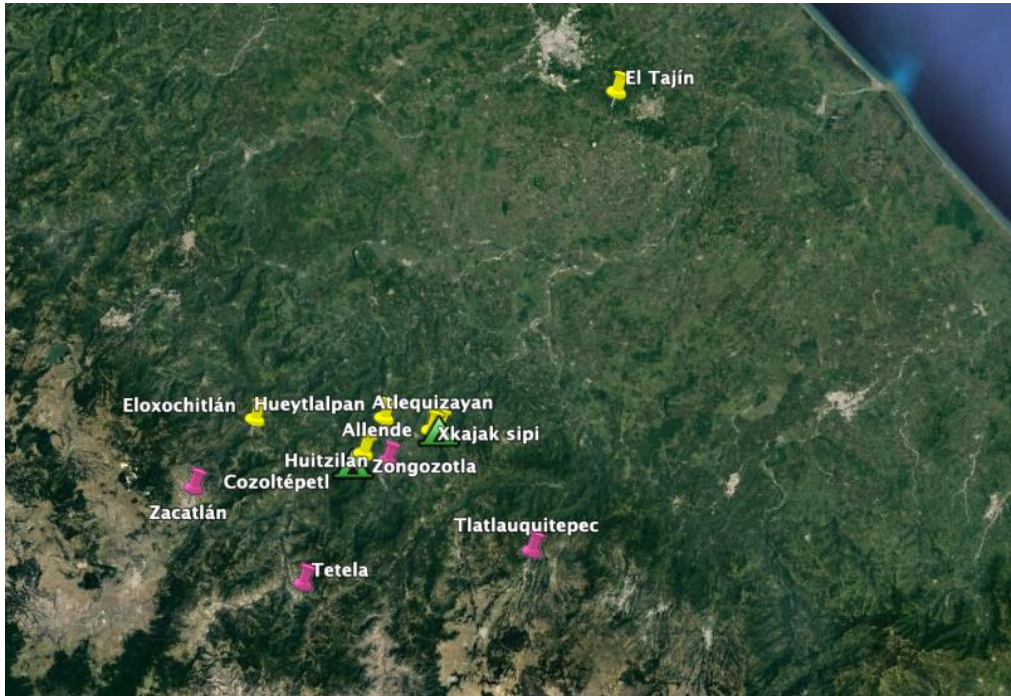 El Tajín
Eloxochitlán
Hueytlalpan
Atlequizayan
Allende
Xkajak sipi
Huitzilan
Zongozotla
Cozoltépetl
Zacatlán
Tlatlauquitepec
Tetela